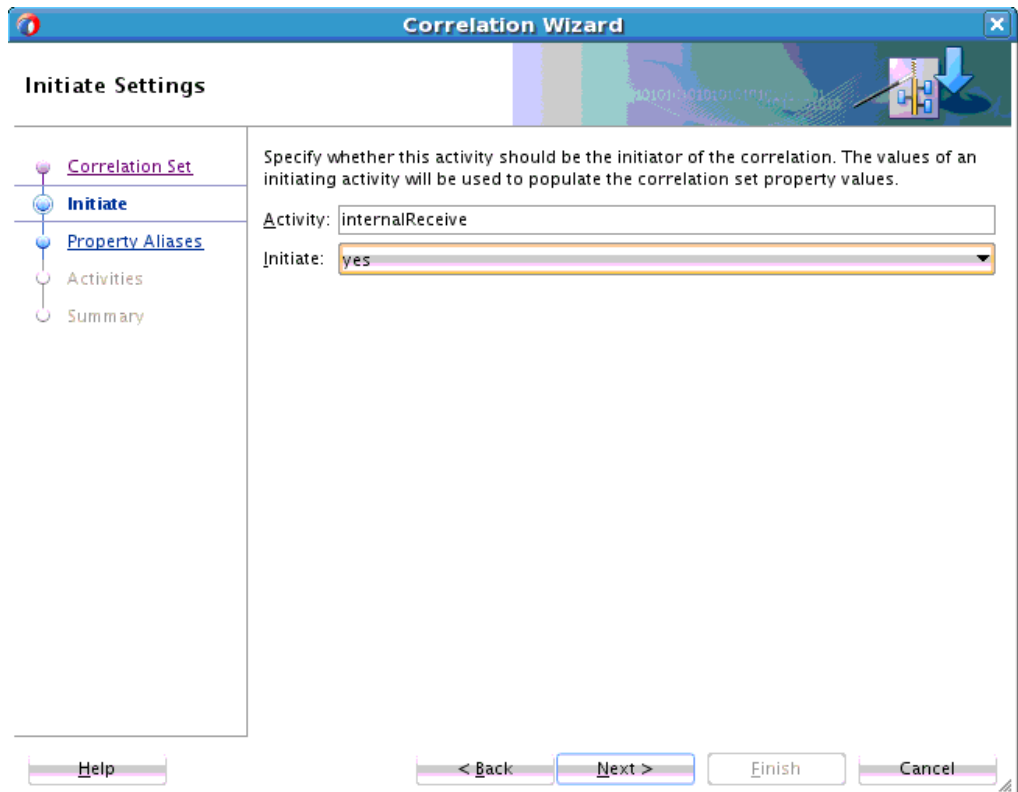 Correlation Wizard
Initiate Settings
Correlation Set
Initiate
Property Aliases
Activities
Summary
Specify whether this activity should be the initiator of the correlation. The values of an
initiating activity will be used to populate the correlation set property values.
Activity: internalReceive
Initiate: yes
Help
< Back
Next >
Finish
Cancel